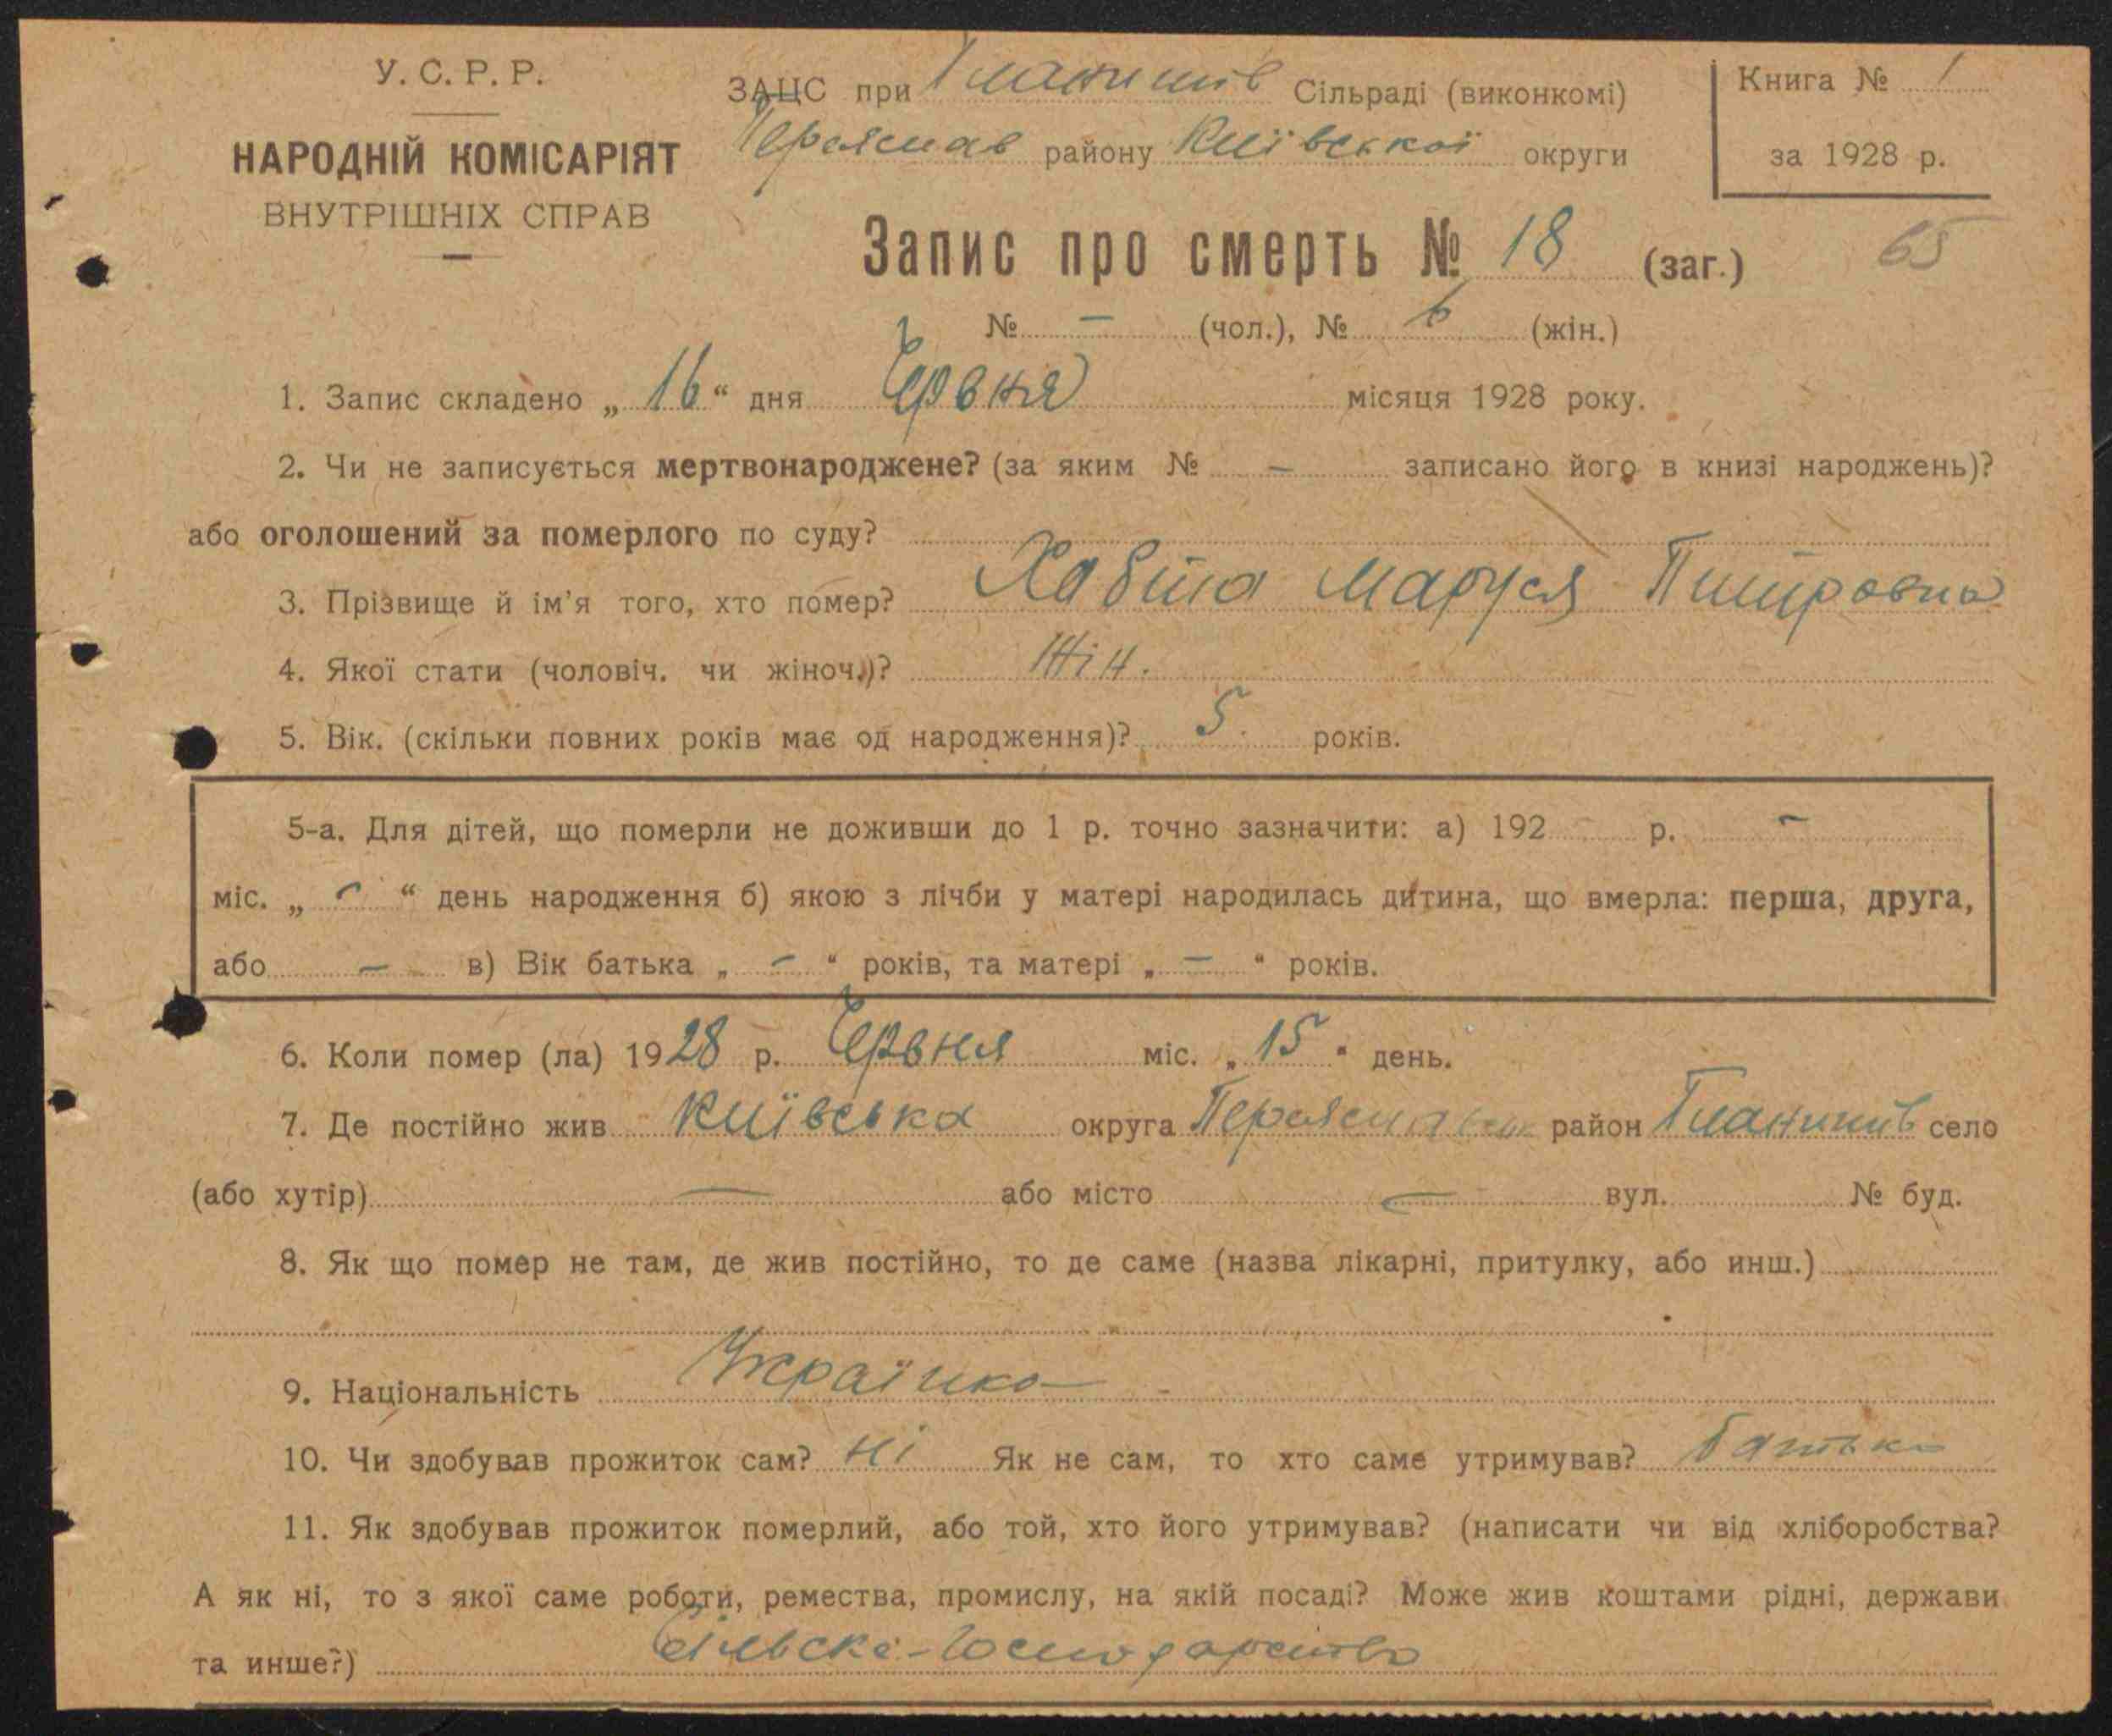 У. С. Р. Р.
НАРОДНІЙ КОМІСАРІЯТ
ВНУТРІШНІХ СПРАВ
ЗАЦС при Гланишів Сільраді (виконкомі)
Переяслав району Київської округи
Книга № 1
за 1928 р.
Запис про смерть № 18 (заг.)
65
№ — (чол.), № 6 (жін.)
1. Запис складено „ 16 “ дня Червня місяця 1928 року.
2. Чи не записується мертвонароджене? (за яким № — записано його в книзі народжень)?
або оголошений за померлого по суду?
3. Прізвище й ім'я того, хто помер? Маруся
4. Якої стати (чоловіч. чи жіноч.)? Жін.
5. Вік. (скільки повних років має од народження)? 5 років.
5-а. Для дітей, що померли не доживши до 1 р. точно зазначити: а) 192 р. —
міс. „ — “ день народження б) якою з лічби у матері народилась дитина, що вмерла: перша, друга,
або — в) Вік батька „ — “ років, та матері „ — “ років.
6. Коли помер (ла) 1928 р. Червня міс. „ 15 “ день.
7. Де постійно жив Київська округа район Гланишів село
(або хутір) — або місто — вул. № буд.
8. Як що помер не там, де жив постійно, то де саме (назва лікарні, притулку, або инш.)
9. Національність Українка
10. Чи здобував прожиток сам? Ні Як не сам, то хто саме утримував? батько
11. Як здобував прожиток померлий, або той, хто його утримував? (написати чи від хліборобства?
А як ні, то з якої саме роботи, ремества, промислу, на якій посаді? Може жив коштами рідні, держави
та инше?) Сільске-Господарство